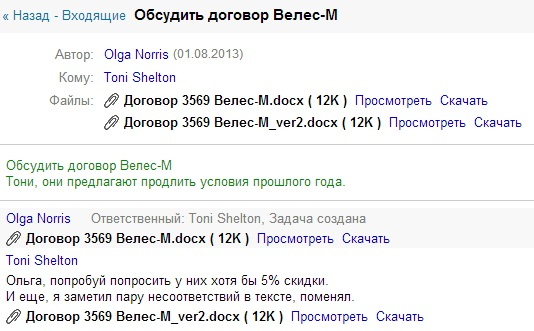 « Назад - Входящие Обсудить договор Велес-М
Автор: Olga Norris (01.08.2013)
Кому: Toni Shelton
Файлы: Договор 3569 Велес-М.docx ( 12K ) Просмотреть Скачать
Договор 3569 Велес-М_ver2.docx ( 12K ) Просмотреть Скачать
Обсудить договор Велес-М
Тони, они предлагают продлить условия прошлого года.
Olga Norris Ответственный: Toni Shelton, Задача создана
Договор 3569 Велес-М.docx ( 12K ) Просмотреть Скачать
Toni Shelton
Ольга, попробуй попросить у них хотя бы 5% скидки.
И еще, я заметил пару несоответствий в тексте, поменял.
Договор 3569 Велес-М_ver2.docx ( 12K ) Просмотреть Скачать